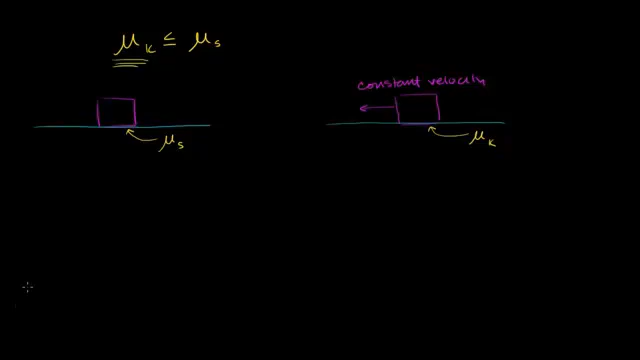 μk ≤ μs
constant velocity
μs
μk